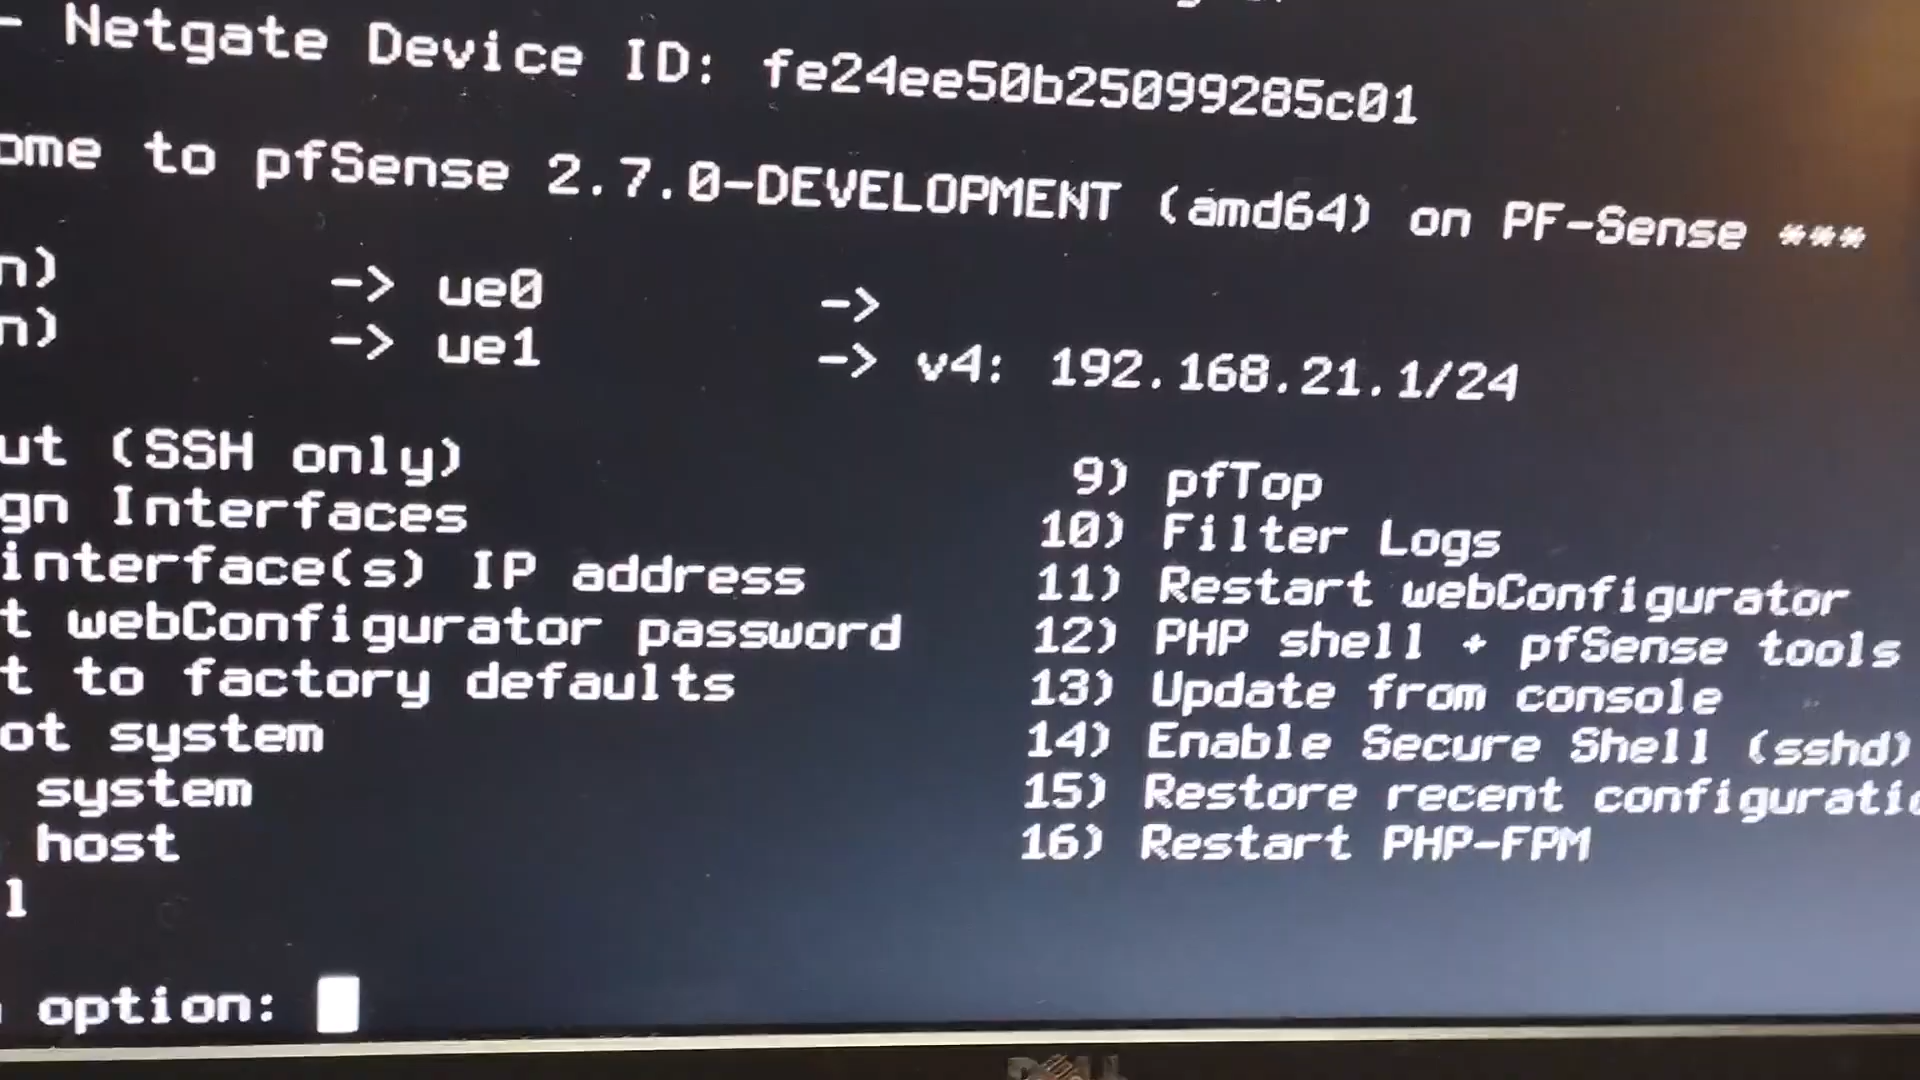 - Netgate Device ID: fe24ee50b25099285c01
ome to pfSense 2.7.0-DEVELOPMENT (amd64) on PF-Sense ***
n) -> ue0 ->
n) -> ue1 -> v4: 192.168.21.1/24
ut (SSH only) 9) pfTop
gn Interfaces 10) Filter Logs
interface(s) IP address 11) Restart webConfigurator
t webConfigurator password 12) PHP shell + pfSense tools
t to factory defaults 13) Update from console
ot system 14) Enable Secure Shell (sshd)
system 15) Restore recent configuratio
host 16) Restart PHP-FPM
l
option: